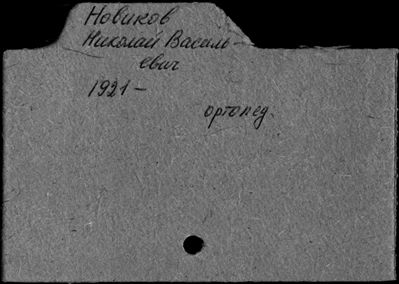 Новиков
Николай Василь-
евич
1921-
ортопед.